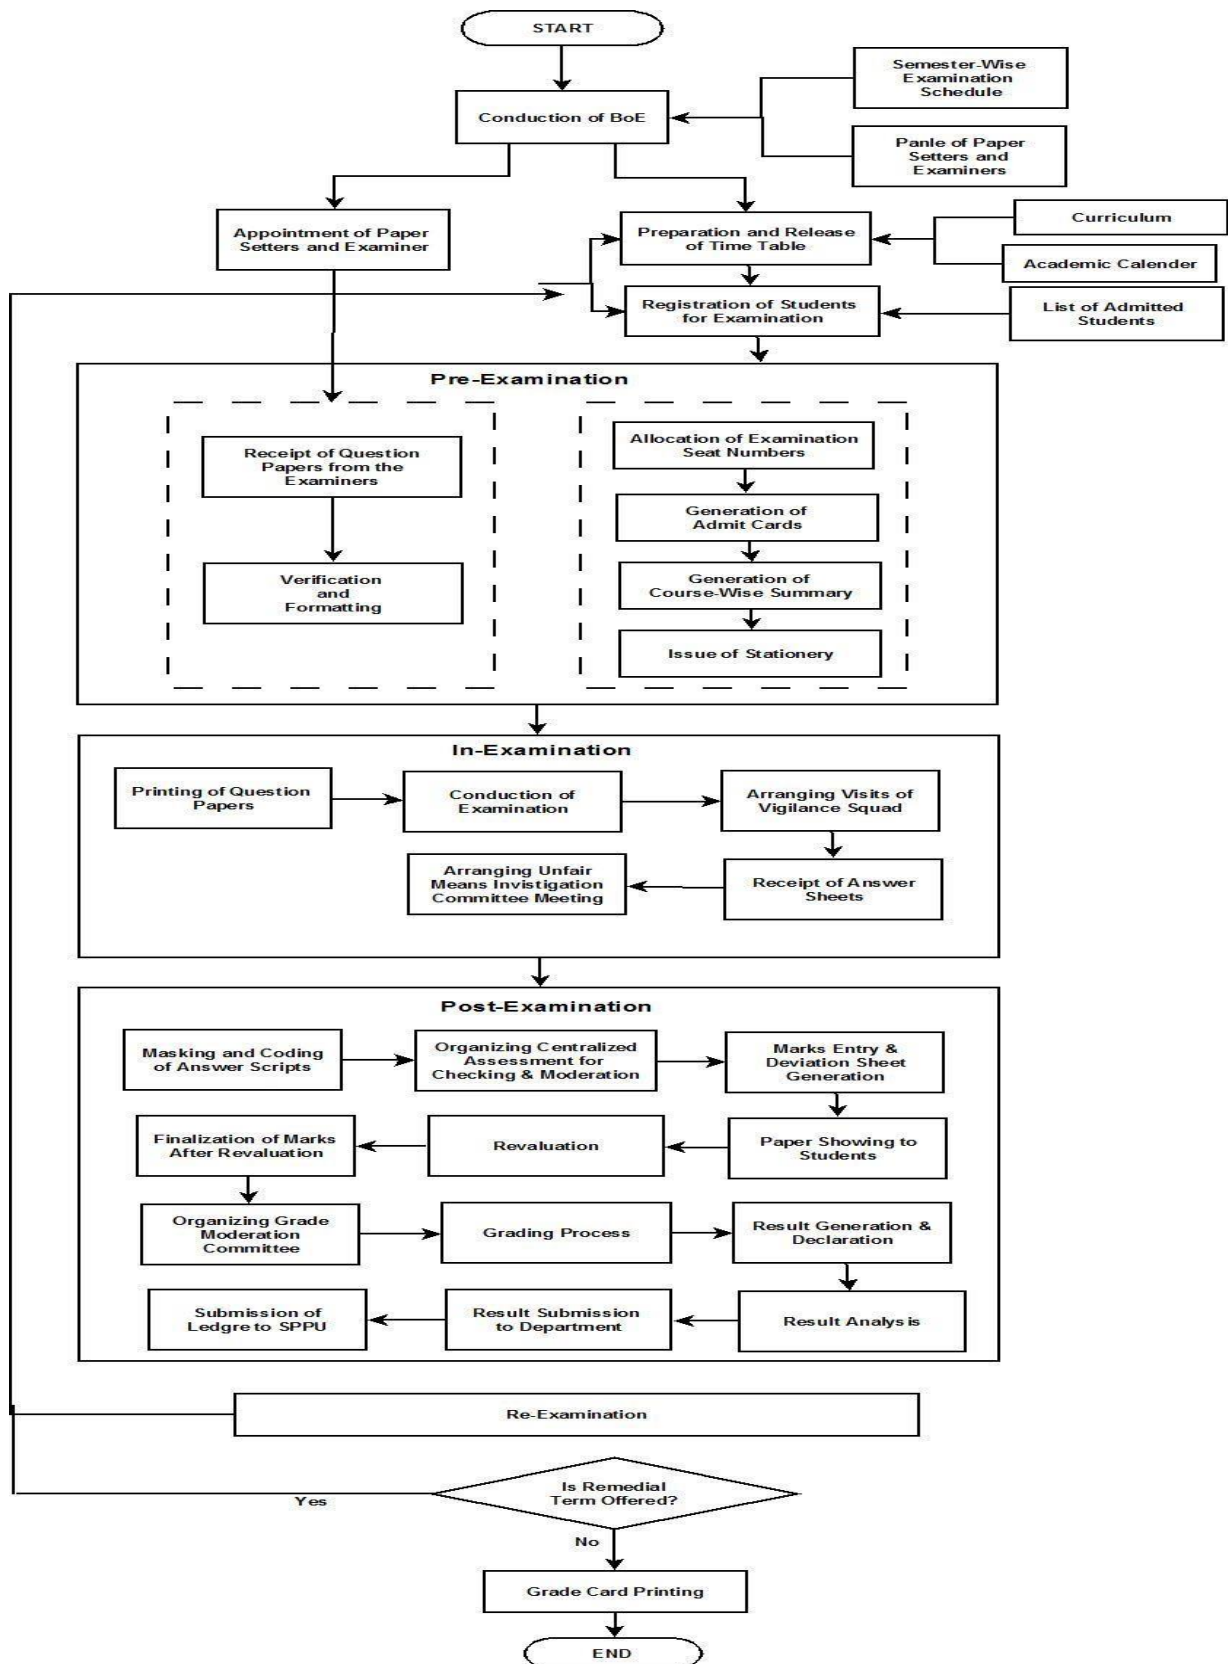 START
Semester-Wise
Examination
Schedule
Conduction of BoE
Panle of Paper
Setters and
Examiners
Appointment of Paper
Setters and Examiner
Preparation and Release
of Time Table
Curriculum
Academic Calender
Registration of Students
for Examination
List of Admitted
Students
Pre-Examination
Receipt of Question
Papers from the
Examiners
Verification
and
Formatting
Allocation of Examination
Seat Numbers
Generation of
Admit Cards
Generation of
Course-Wise Summary
Issue of Stationery
In-Examination
Printing of Question
Papers
Conduction of
Examination
Arranging Visits of
Vigilance Squad
Arranging Unfair
Means Invistigation
Committee Meeting
Receipt of Answer
Sheets
Post-Examination
Masking and Coding
of Answer Scripts
Organizing Centralized
Assessment for
Checking & Moderation
Marks Entry &
Deviation Sheet
Generation
Finalization of Marks
After Revaluation
Revaluation
Paper Showing to
Students
Organizing Grade
Moderation
Committee
Grading Process
Result Generation &
Declaration
Submission of
Ledgre to SPPU
Result Submission
to Department
Result Analysis
Re-Examination
Is Remedial
Term Offered?
Yes
No
Grade Card Printing
END